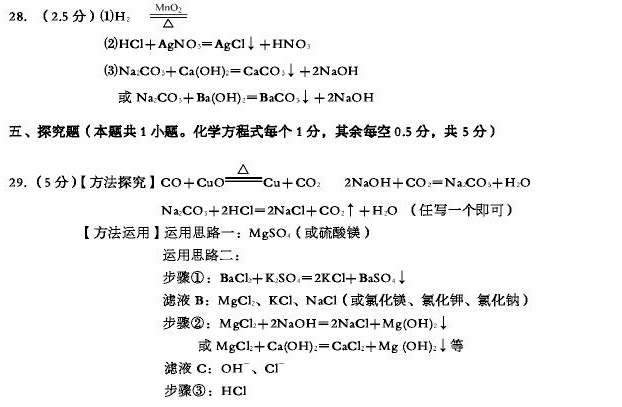 28. （2.5 分）(1)H₂ MnO₂ △
(2)HCl＋AgNO₃＝AgCl↓＋HNO₃
(3)Na₂CO₃＋Ca(OH)₂＝CaCO₃↓＋2NaOH
或 Na₂CO₃＋Ba(OH)₂＝BaCO₃↓＋2NaOH
五、探究题（本题共 1 小题。化学方程式每个 1 分，其余每空 0.5 分，共 5 分）
29.（5 分）【方法探究】CO＋CuO ══△══ Cu＋CO₂ 2NaOH＋CO₂＝Na₂CO₃＋H₂O
Na₂CO₃＋2HCl＝2NaCl＋CO₂↑＋H₂O （任写一个即可）
【方法运用】运用思路一：MgSO₄（或硫酸镁）
运用思路二：
步骤①：BaCl₂＋K₂SO₄＝2KCl＋BaSO₄↓
滤液 B：MgCl₂、KCl、NaCl（或氯化镁、氯化钾、氯化钠）
步骤②：MgCl₂＋2NaOH＝2NaCl＋Mg(OH)₂↓
或 MgCl₂＋Ca(OH)₂＝CaCl₂＋Mg (OH)₂↓等
滤液 C：OH⁻、Cl⁻
步骤③：HCl